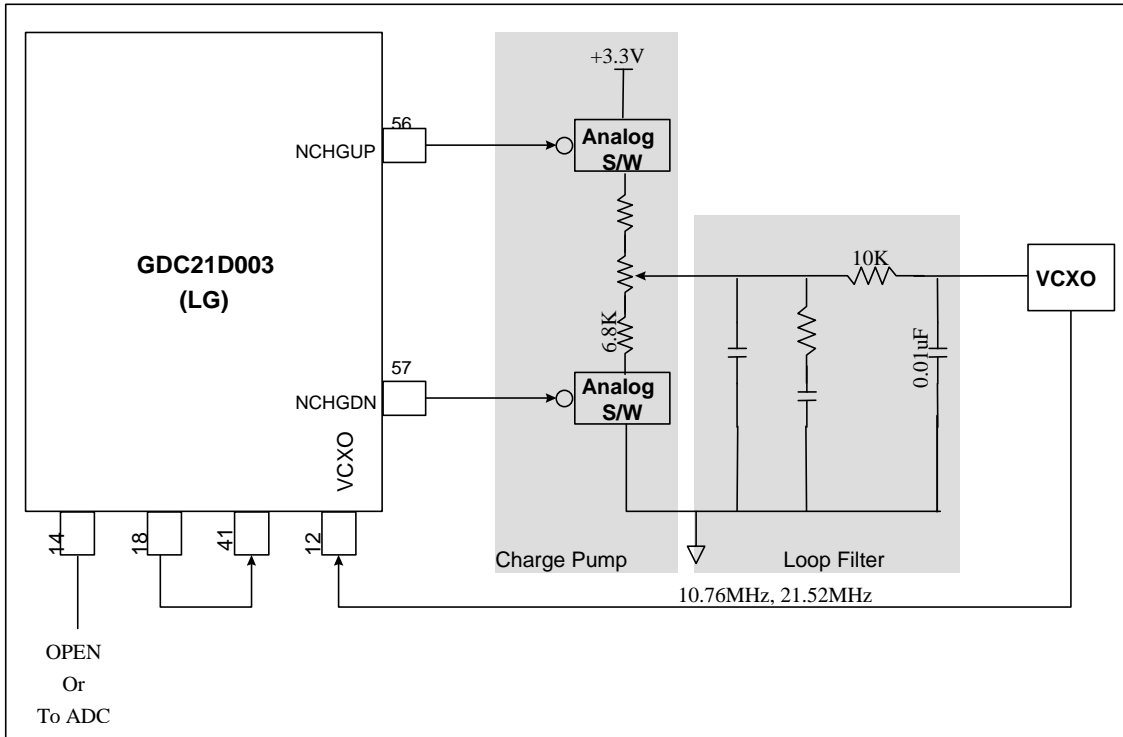 +3.3V
56
NCHGUP
Analog
S/W
GDC21D003
(LG)
10K
VCXO
6.8K
0.01uF
57
NCHGDN
Analog
S/W
VCXO
14
18
41
12
Charge Pump
Loop Filter
10.76MHz, 21.52MHz
OPEN
Or
To ADC